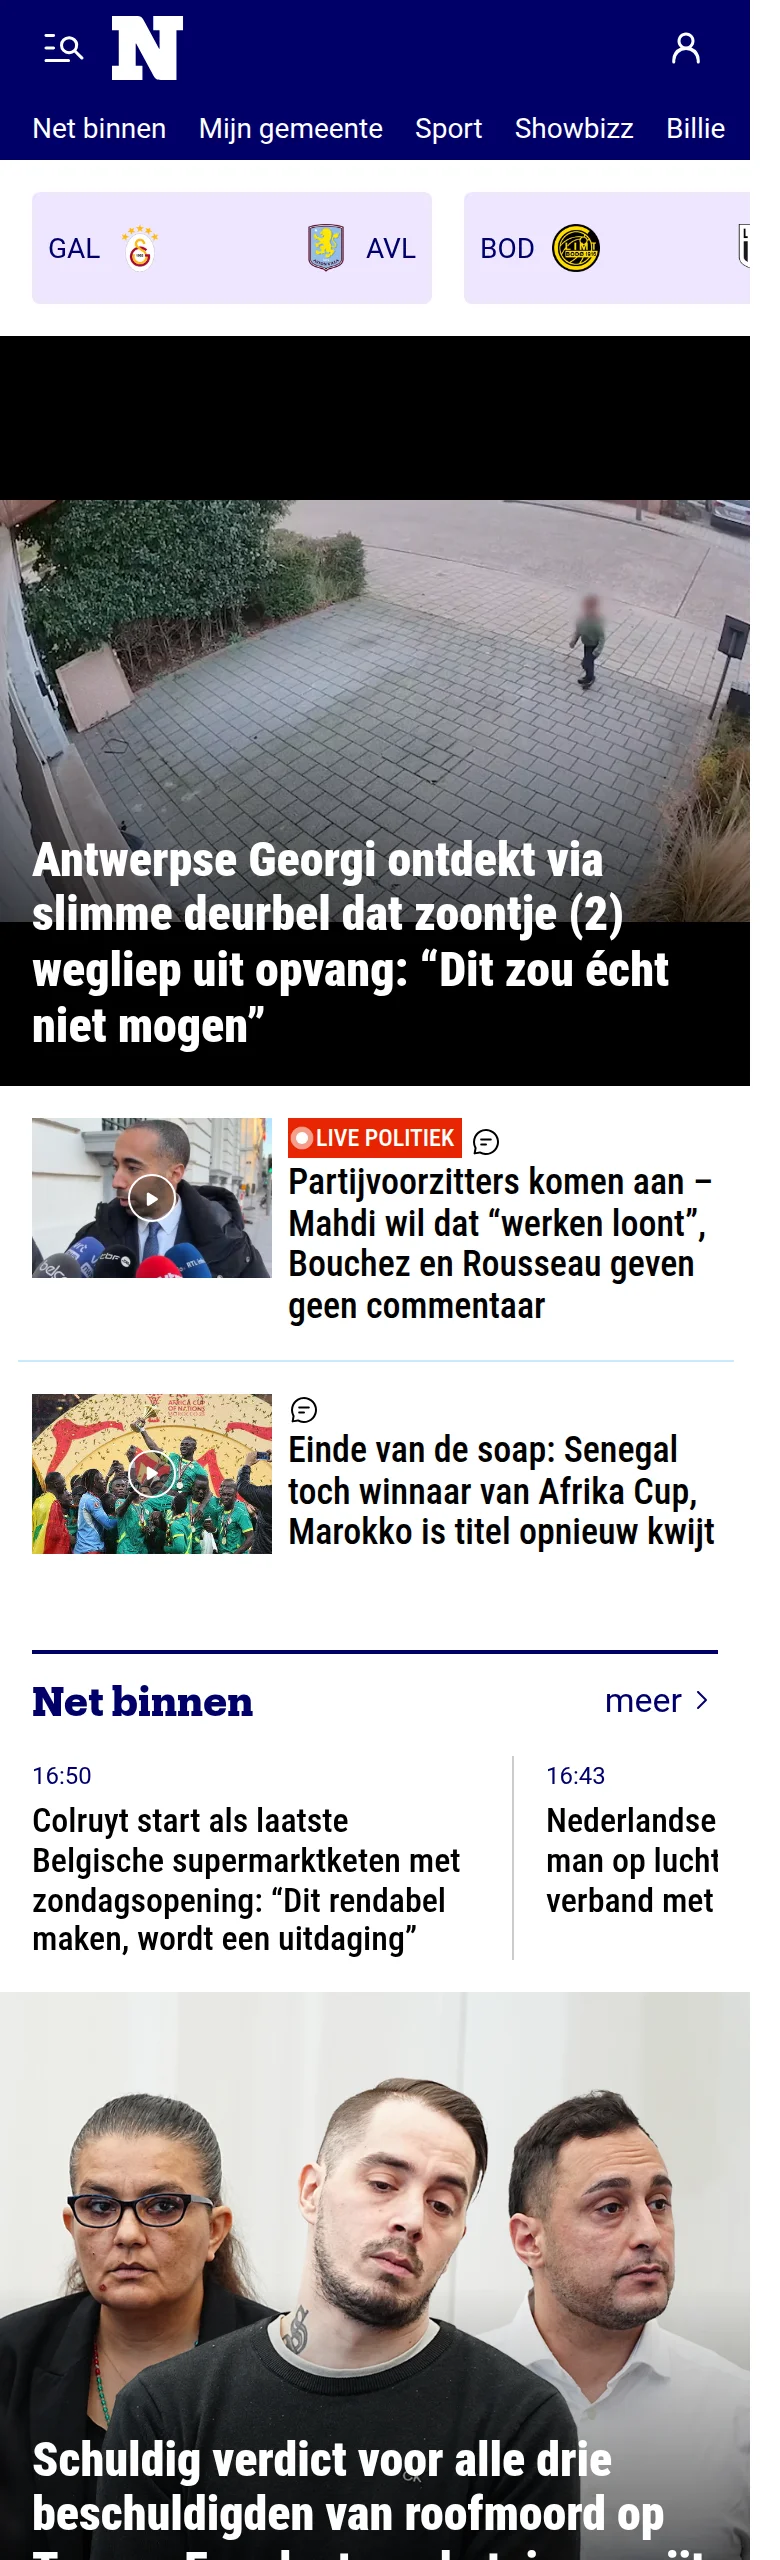 N
Net binnen Mijn gemeente Sport Showbizz Billie
GAL AVL BOD
Antwerpse Georgi ontdekt via
slimme deurbel dat zoontje (2)
wegliep uit opvang: “Dit zou écht
niet mogen”
LIVE POLITIEK
Partijvoorzitters komen aan –
Mahdi wil dat “werken loont”,
Bouchez en Rousseau geven
geen commentaar
Einde van de soap: Senegal
toch winnaar van Afrika Cup,
Marokko is titel opnieuw kwijt
Net binnen
meer
16:50
Colruyt start als laatste
Belgische supermarktketen met
zondagsopening: “Dit rendabel
maken, wordt een uitdaging”
16:43
Nederlandse
man op lucht
verband met
Schuldig verdict voor alle drie
beschuldigden van roofmoord op